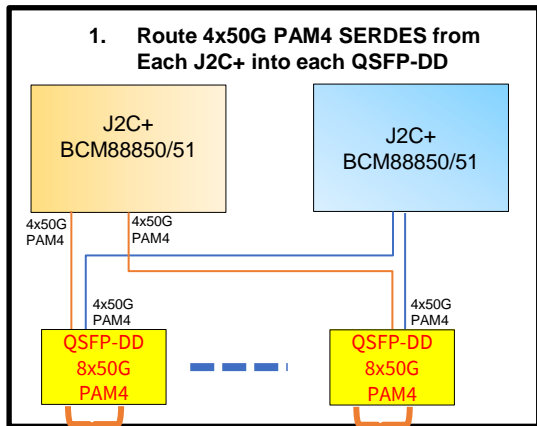 1. Route 4x50G PAM4 SERDES from
Each J2C+ into each QSFP-DD
J2C+
BCM88850/51
J2C+
BCM88850/51
4x50G
PAM4
4x50G
PAM4
4x50G
PAM4
4x50G
PAM4
QSFP-DD
8x50G
PAM4
QSFP-DD
8x50G
PAM4